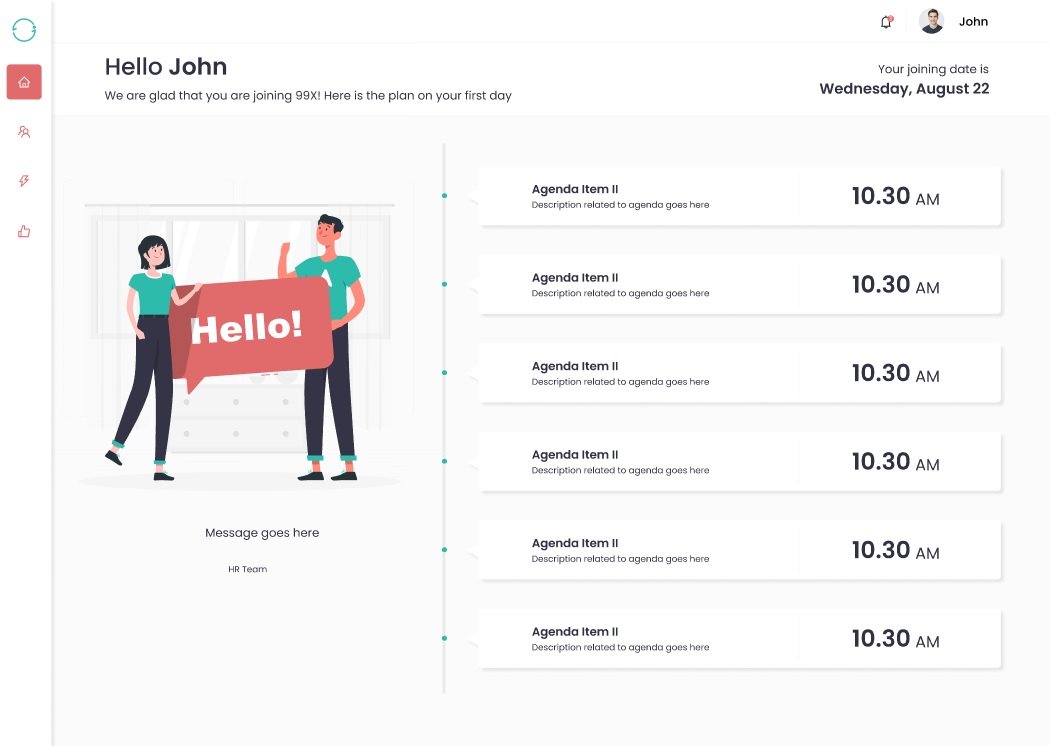 John
Hello John
We are glad that you are joining 99X! Here is the plan on your first day
Your joining date is
Wednesday, August 22
Hello!
Message goes here
HR Team
Agenda Item II
Description related to agenda goes here
10.30 AM
Agenda Item II
Description related to agenda goes here
10.30 AM
Agenda Item II
Description related to agenda goes here
10.30 AM
Agenda Item II
Description related to agenda goes here
10.30 AM
Agenda Item II
Description related to agenda goes here
10.30 AM
Agenda Item II
Description related to agenda goes here
10.30 AM